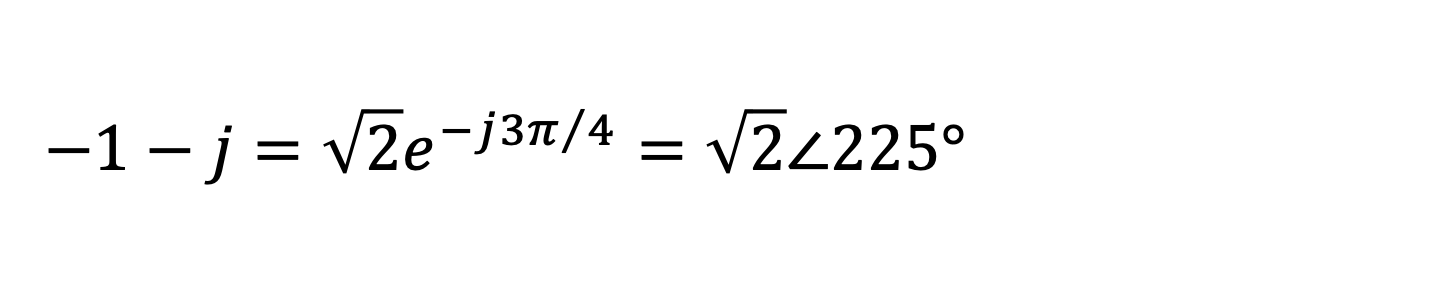 −1 − j = √2e^{−j3π/4} = √2∠225°